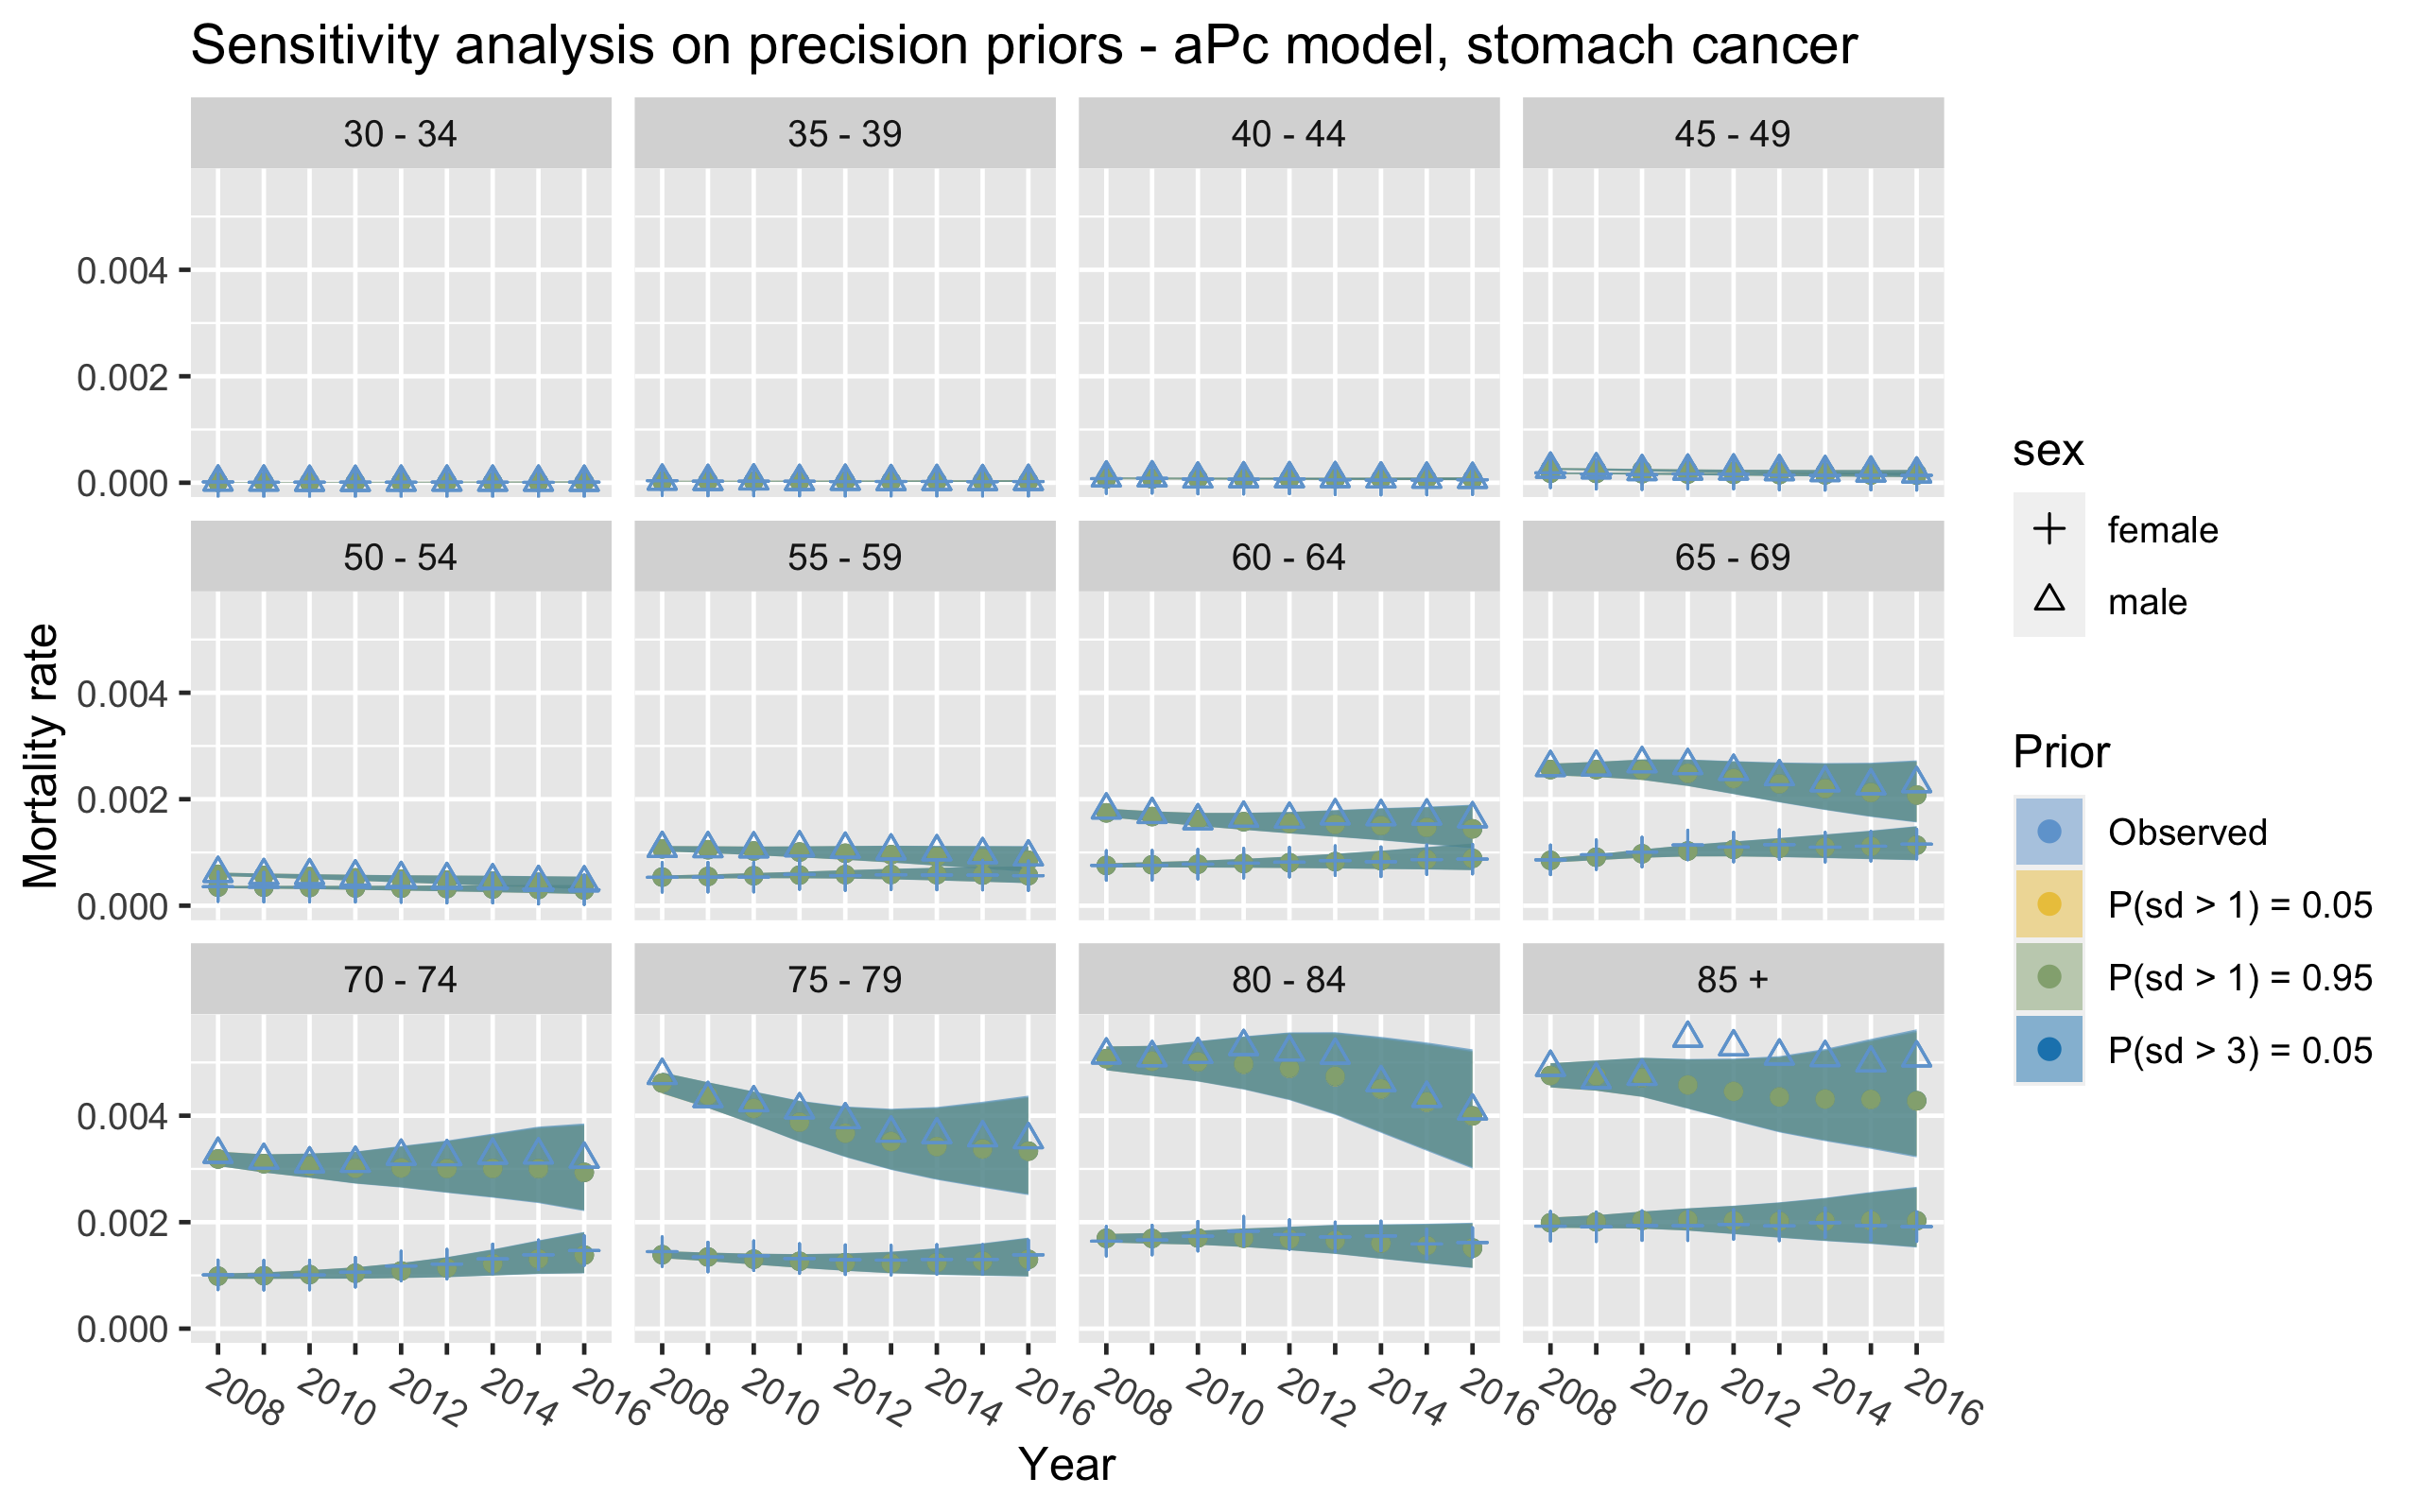 Sensitivity analysis on precision priors - aPc model, stomach cancer
30 - 34
35 - 39
40 - 44
45 - 49
0.004
0.002
0.000
50 - 54
55 - 59
60 - 64
65 - 69
0.004
0.002
0.000
70 - 74
75 - 79
80 - 84
85 +
0.004
0.002
0.000
2008 2010 2012 2014 2016
2008 2010 2012 2014 2016
2008 2010 2012 2014 2016
2008 2010 2012 2014 2016
Year
Mortality rate
sex
female
male
Prior
Observed
P(sd > 1) = 0.05
P(sd > 1) = 0.95
P(sd > 3) = 0.05